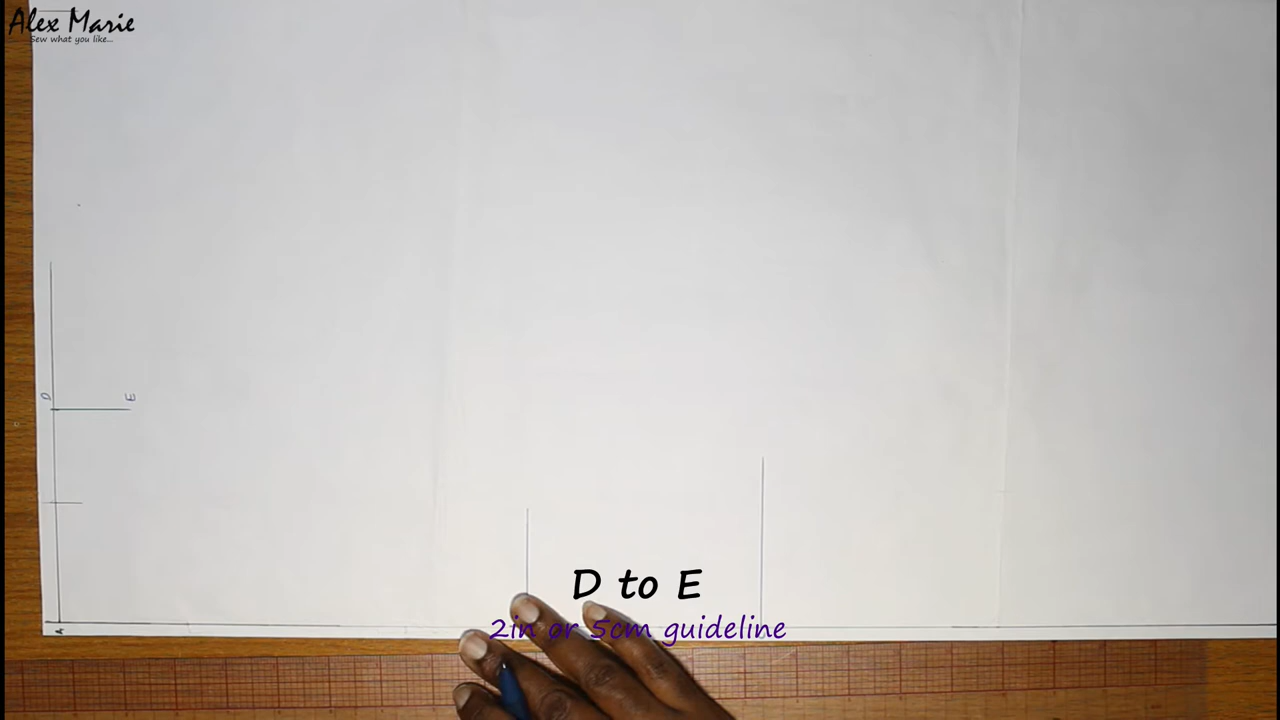 Alex Marie
Sew what you like...
D
E
D to E
2in or 5cm guideline
A